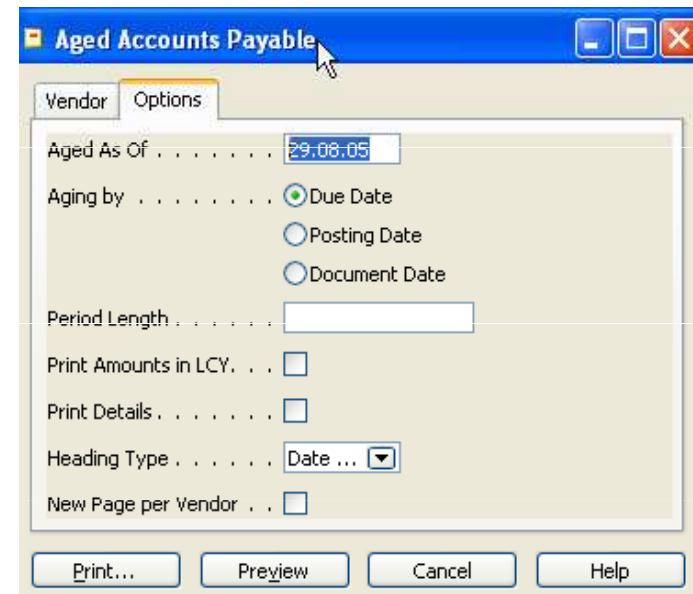 Aged Accounts Payable
Vendor Options
Aged As Of . . . . . . . 29.08.05
Aging by . . . . . . . . Due Date
Posting Date
Document Date
Period Length . . . . . .
Print Amounts in LCY. . .
Print Details . . . . . . .
Heading Type . . . . . . Date ...
New Page per Vendor . .
Print... Preview Cancel Help